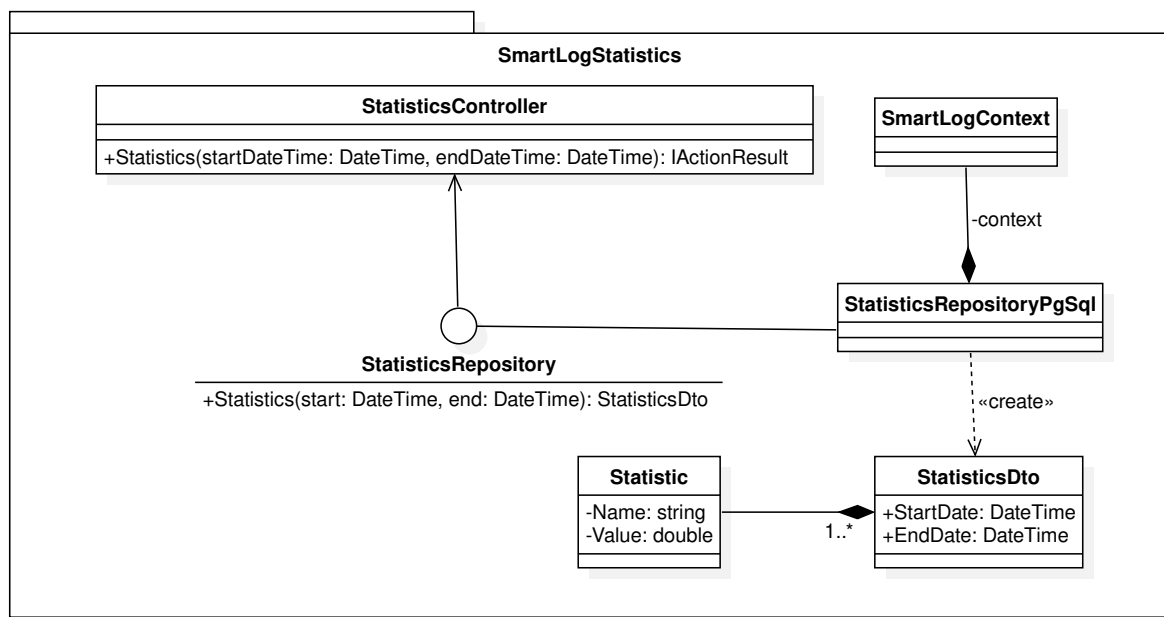 SmartLogStatistics
StatisticsController
+Statistics(startDateTime: DateTime, endDateTime: DateTime): IActionResult
SmartLogContext
-context
StatisticsRepositoryPgSql
StatisticsRepository
+Statistics(start: DateTime, end: DateTime): StatisticsDto
«create»
Statistic
-Name: string
-Value: double
1..*
StatisticsDto
+StartDate: DateTime
+EndDate: DateTime